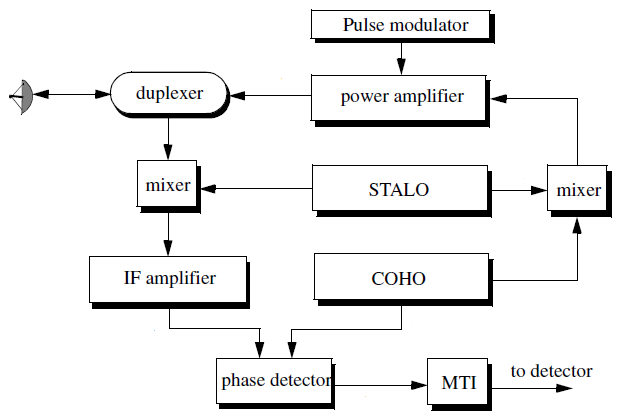 Pulse modulator
duplexer
power amplifier
mixer
STALO
mixer
IF amplifier
COHO
phase detector
MTI
to detector